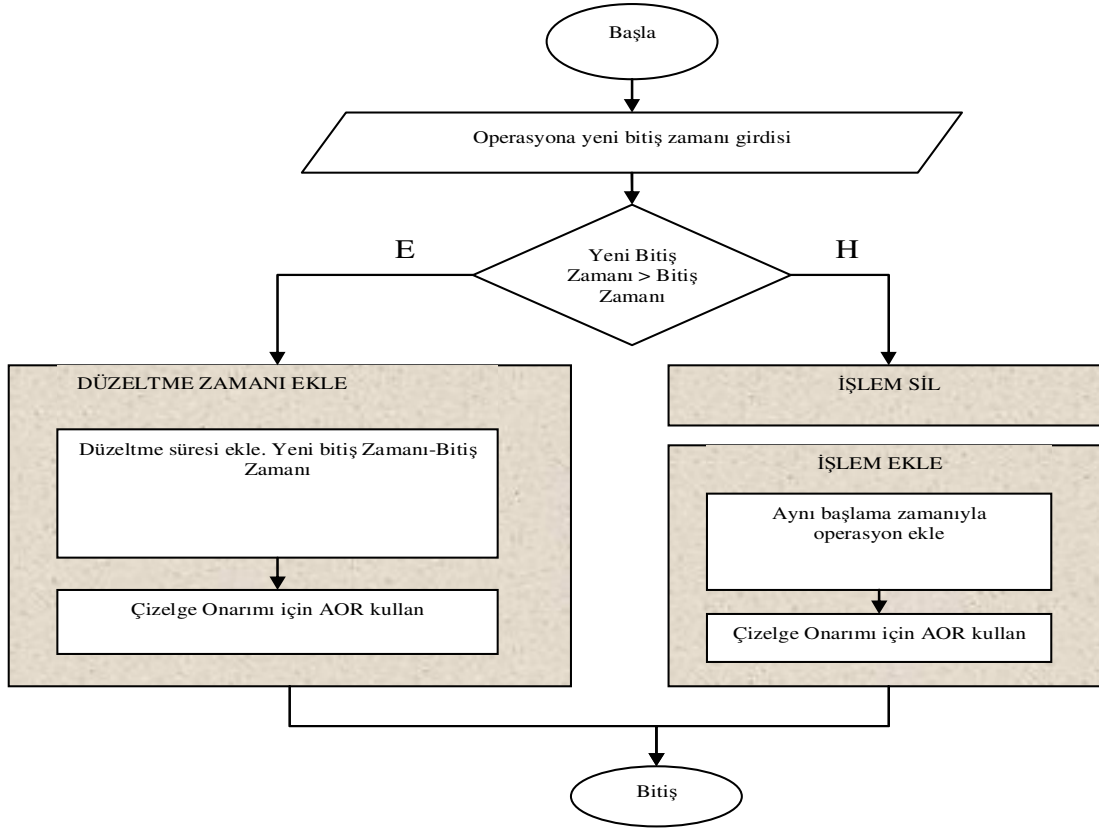 Başla
Operasyona yeni bitiş zamanı girdisi
E
H
Yeni Bitiş
Zamanı > Bitiş
Zamanı
DÜZELTME ZAMANI EKLE
Düzeltme süresi ekle. Yeni bitiş Zamanı-Bitiş
Zamanı
Çizelge Onarımı için AOR kullan
İŞLEM SİL
İŞLEM EKLE
Aynı başlama zamanıyla
operasyon ekle
Çizelge Onarımı için AOR kullan
Bitiş